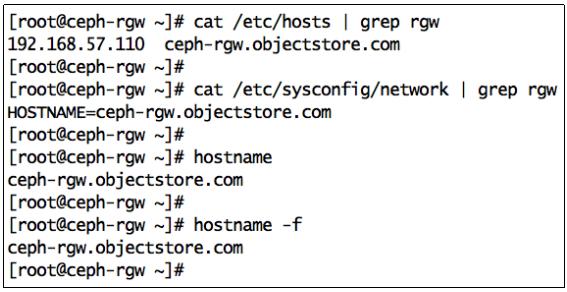 [root@ceph-rgw ~]# cat /etc/hosts | grep rgw
192.168.57.110  ceph-rgw.objectstore.com
[root@ceph-rgw ~]#
[root@ceph-rgw ~]# cat /etc/sysconfig/network | grep rgw
HOSTNAME=ceph-rgw.objectstore.com
[root@ceph-rgw ~]#
[root@ceph-rgw ~]# hostname
ceph-rgw.objectstore.com
[root@ceph-rgw ~]#
[root@ceph-rgw ~]# hostname -f
ceph-rgw.objectstore.com
[root@ceph-rgw ~]#